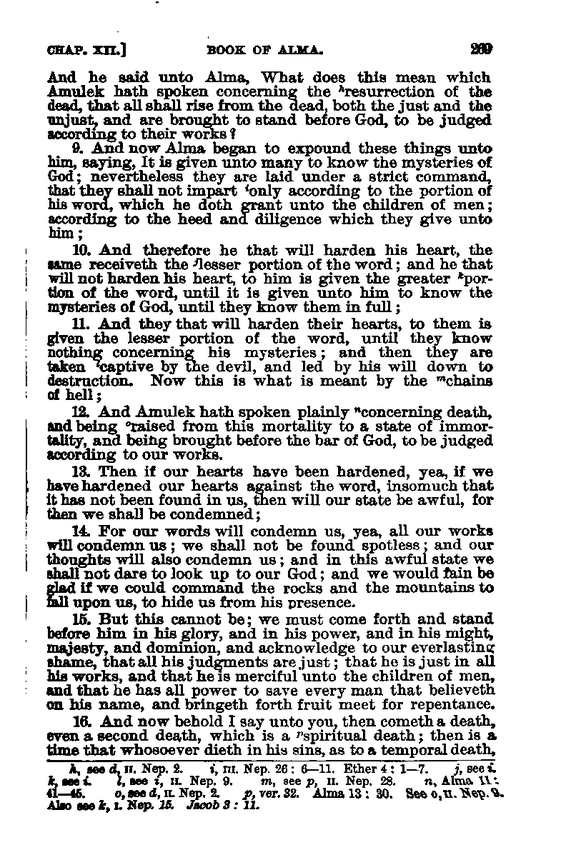 CHAP. XII.] BOOK OF ALMA. 269
And he said unto Alma, What does this mean which
Amulek hath spoken concerning the ʰresurrection of the
dead, that all shall rise from the dead, both the just and the
unjust, and are brought to stand before God, to be judged
according to their works?
9. And now Alma began to expound these things unto
him, saying, It is given unto many to know the mysteries of
God; nevertheless they are laid under a strict command,
that they shall not impart ⁱonly according to the portion of
his word, which he doth grant unto the children of men;
according to the heed and diligence which they give unto
him;
10. And therefore he that will harden his heart, the
same receiveth the ʲlesser portion of the word; and he that
will not harden his heart, to him is given the greater ᵏpor-
tion of the word, until it is given unto him to know the
mysteries of God, until they know them in full;
11. And they that will harden their hearts, to them is
given the lesser portion of the word, until they know
nothing concerning his mysteries; and then they are
taken ˡcaptive by the devil, and led by his will down to
destruction. Now this is what is meant by the ᵐchains
of hell;
12. And Amulek hath spoken plainly ⁿconcerning death,
and being ᵒraised from this mortality to a state of immor-
tality, and being brought before the bar of God, to be judged
according to our works.
13. Then if our hearts have been hardened, yea, if we
have hardened our hearts against the word, insomuch that
it has not been found in us, then will our state be awful, for
then we shall be condemned;
14. For our words will condemn us, yea, all our works
will condemn us; we shall not be found spotless; and our
thoughts will also condemn us; and in this awful state we
shall not dare to look up to our God; and we would fain be
glad if we could command the rocks and the mountains to
fall upon us, to hide us from his presence.
15. But this cannot be; we must come forth and stand
before him in his glory, and in his power, and in his might,
majesty, and dominion, and acknowledge to our everlasting
shame, that all his judgments are just; that he is just in all
his works, and that he is merciful unto the children of men,
and that he has all power to save every man that believeth
on his name, and bringeth forth fruit meet for repentance.
16. And now behold I say unto you, then cometh a death,
even a second death, which is a ᵖspiritual death; then is a
time that whosoever dieth in his sins, as to a temporal death,
h, see d, II. Nep. 2. i, III. Nep. 26: 6—11. Ether 4: 1—7. j, see i.
k, see i. l, see i, II. Nep. 9. m, see p, II. Nep. 28. n, Alma 11:
41—45. o, see d, II. Nep. 2. p, ver. 32. Alma 13: 30. See o, II. Nep. 9.
Also see k, I. Nep. 15. Jacob 3: 11.